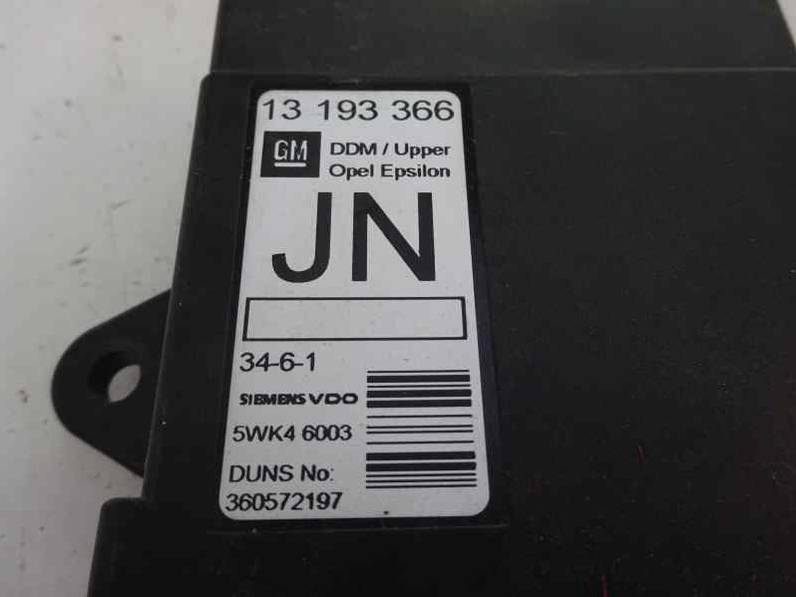 13 193 366
GM DDM / Upper
Opel Epsilon
JN
34-6-1
SIEMENS VDO
5WK4 6003
DUNS No:
360572197